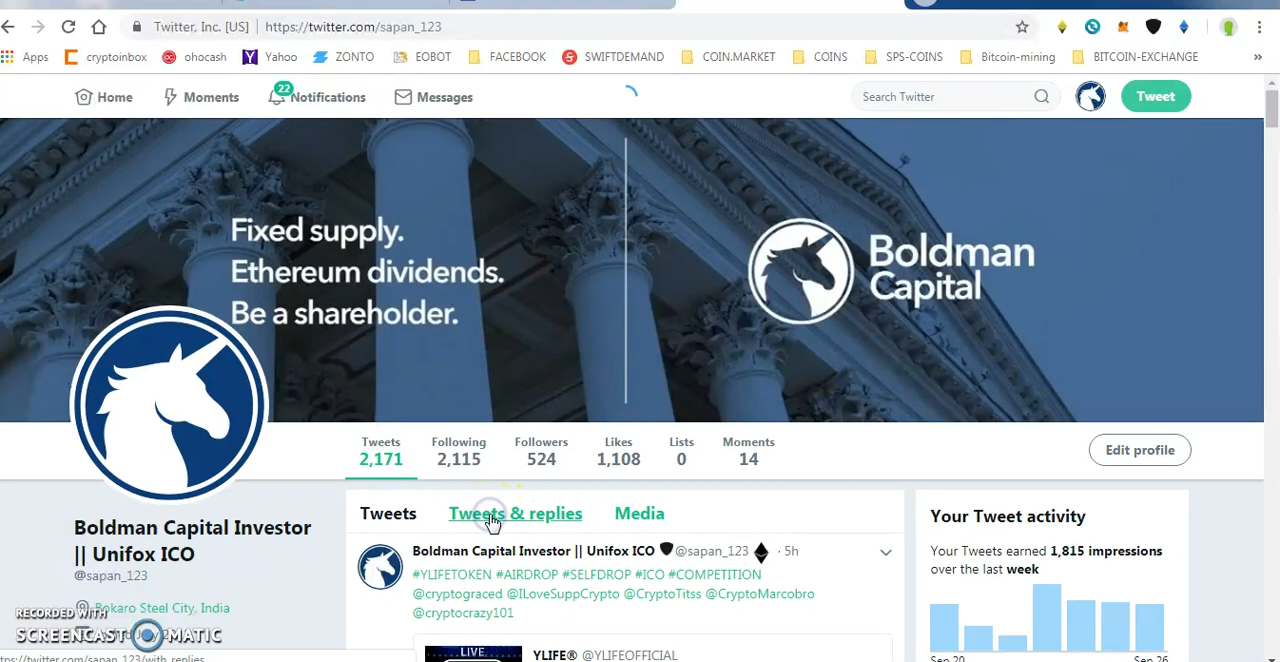 Twitter, Inc. [US] | https://twitter.com/sapan_123
Apps cryptoinbox ohocash Yahoo ZONTO EOBOT FACEBOOK SWIFTDEMAND COIN.MARKET COINS SPS-COINS Bitcoin-mining BITCOIN-EXCHANGE »
Home Moments 22 Notifications Messages Search Twitter Tweet
Fixed supply.
Ethereum dividends.
Be a shareholder.
Boldman
Capital
Tweets Following Followers Likes Lists Moments
2,171 2,115 524 1,108 0 14
Edit profile
Boldman Capital Investor
|| Unifox ICO
@sapan_123
Bokaro Steel City, India
RECORDED WITH
SCREENCAST MATIC
Tweets Tweets & replies Media
Boldman Capital Investor || Unifox ICO @sapan_123 · 5h
#YLIFETOKEN #AIRDROP #SELFDROP #ICO #COMPETITION
@cryptograced @ILoveSuppCrypto @CryptoTitss @CryptoMarcobro
@cryptocrazy101
LIVE
YLIFE® @YLIFEOFFICIAL
Your Tweet activity
Your Tweets earned 1,815 impressions
over the last week
Sep 20 Sep 26
ttps://twitter.com/sapan_123/with_replies